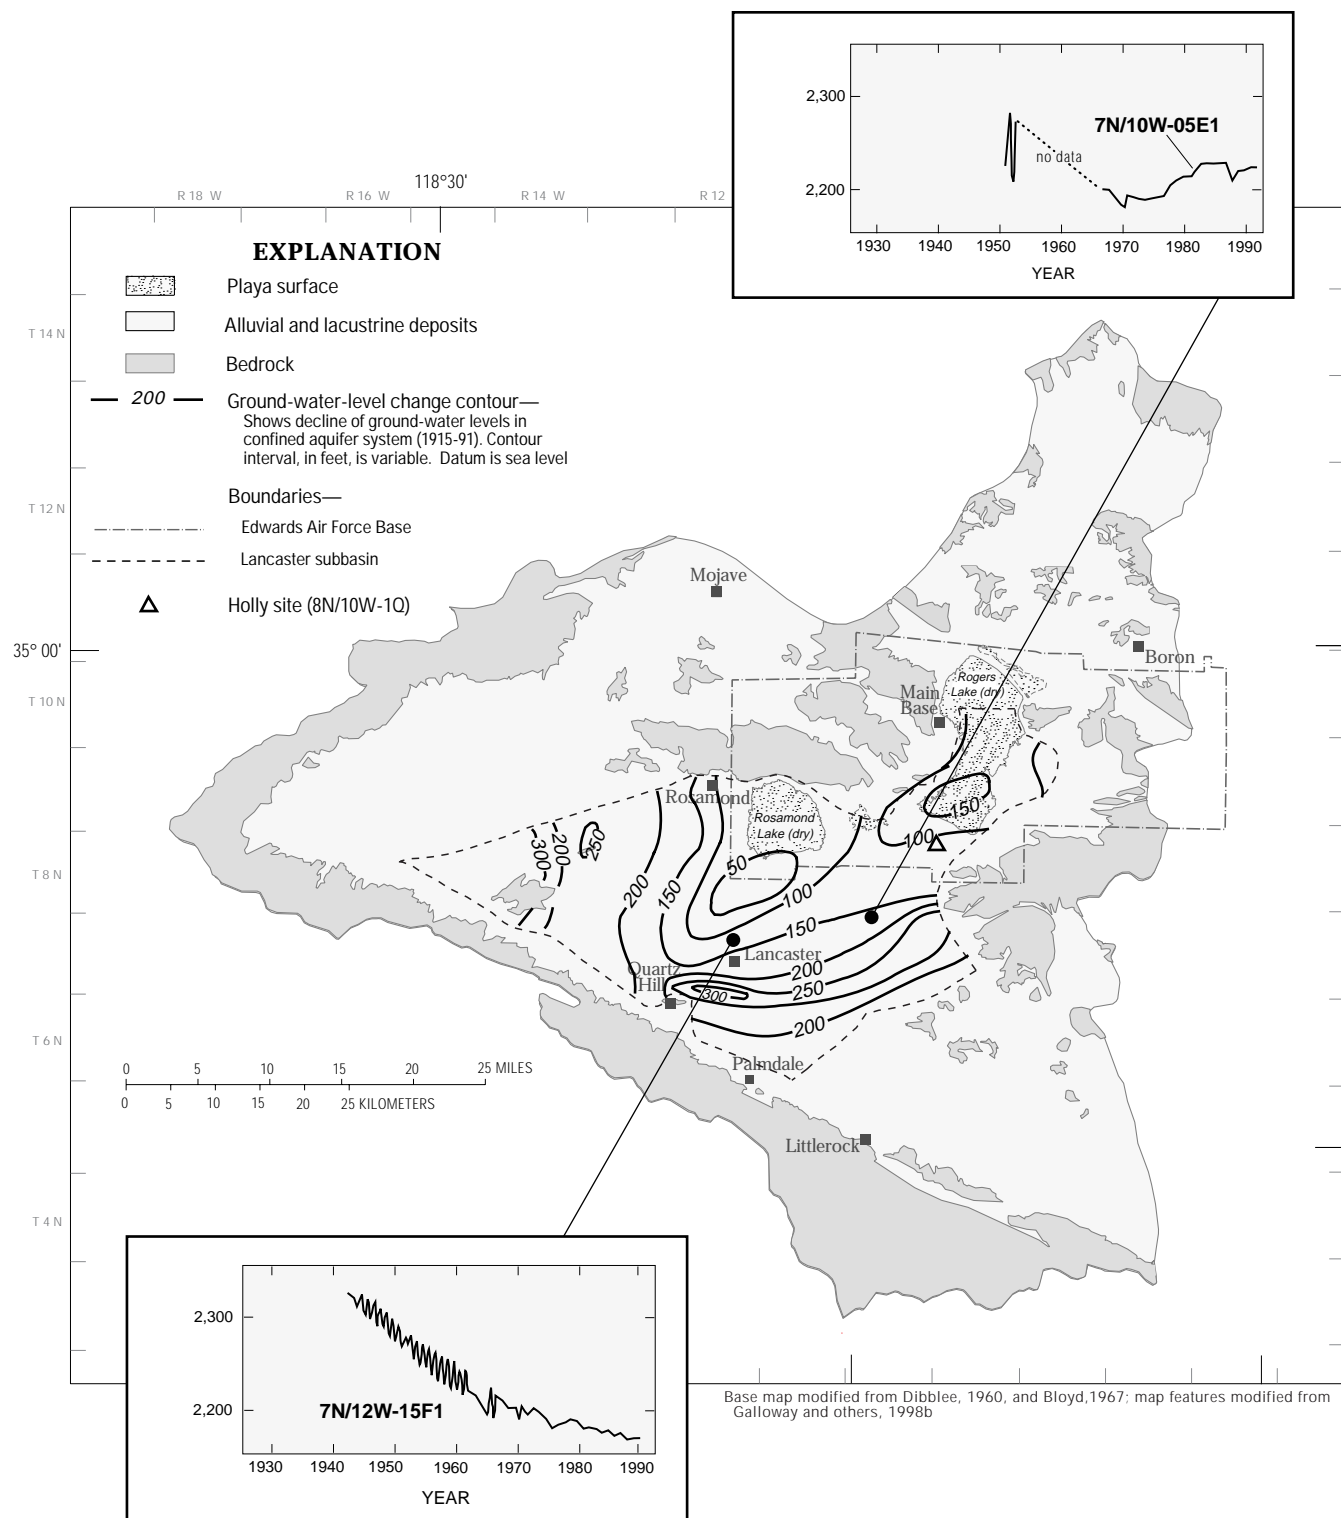 2,300
2,200
7N/10W-05E1
no data
1930 1940 1950 1960 1970 1980 1990
YEAR
118°30'
R 18 W R 16 W R 14 W R 12
EXPLANATION
Playa surface
Alluvial and lacustrine deposits
Bedrock
200 Ground-water-level change contour—
Shows decline of ground-water levels in
confined aquifer system (1915-91). Contour
interval, in feet, is variable. Datum is sea level
Boundaries—
Edwards Air Force Base
Lancaster subbasin
Holly site (8N/10W-1Q)
T 14 N
T 12 N
35° 00'
T 10 N
T 8 N
T 6 N
T 4 N
Mojave
Boron
Rogers
Lake (dry)
Main
Base
Rosamond
Rosamond
Lake (dry)
150
100
300
200
250
200
150
50
100
150
Lancaster
Quartz
Hill
200
250
300
200
Palmdale
Littlerock
0 5 10 15 20 25 MILES
0 5 10 15 20 25 KILOMETERS
2,300
2,200
7N/12W-15F1
1930 1940 1950 1960 1970 1980 1990
YEAR
Base map modified from Dibblee, 1960, and Bloyd,1967; map features modified from
Galloway and others, 1998b